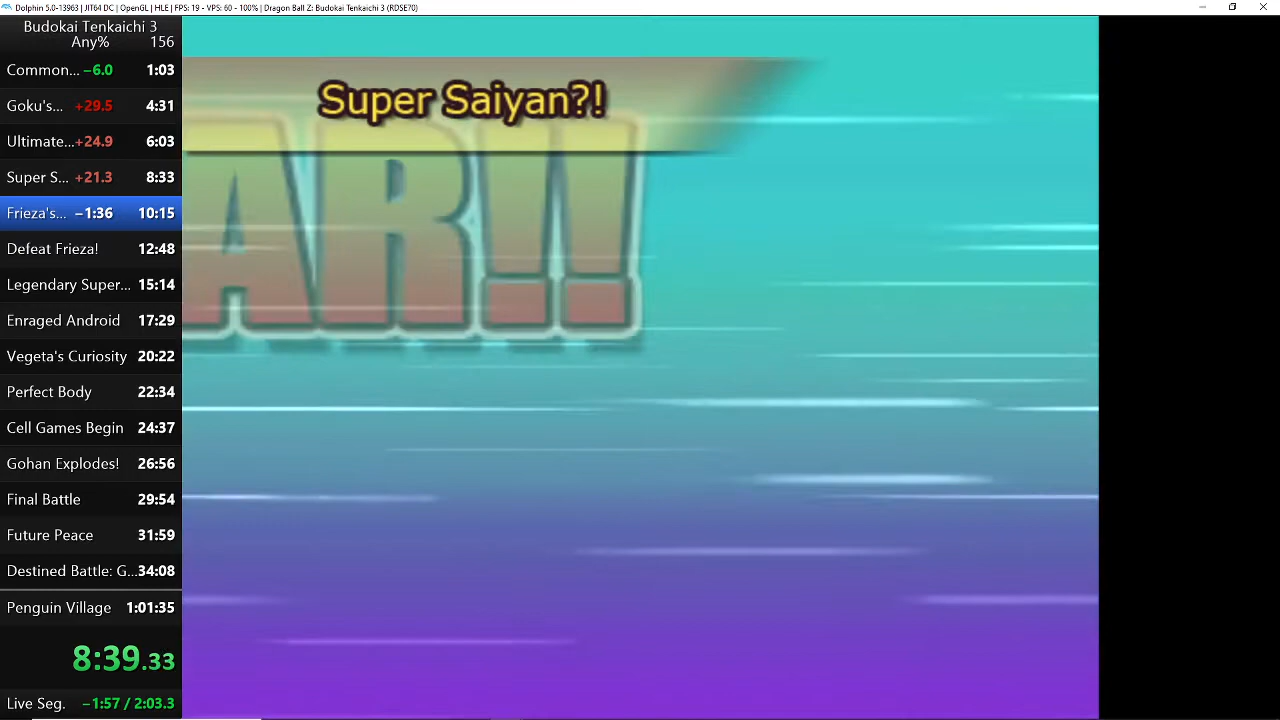 Dolphin 5.0-13963 | JIT64 DC | OpenGL | HLE | FPS: 19 - VPS: 60 - 100% | Dragon Ball Z: Budokai Tenkaichi 3 (RDSE70)
Budokai Tenkaichi 3
Any% 156
Common... −6.0 1:03
Goku's... +29.5 4:31
Ultimate... +24.9 6:03
Super S... +21.3 8:33
Frieza's... −1:36 10:15
Defeat Frieza! 12:48
Legendary Super... 15:14
Enraged Android 17:29
Vegeta's Curiosity 20:22
Perfect Body 22:34
Cell Games Begin 24:37
Gohan Explodes! 26:56
Final Battle 29:54
Future Peace 31:59
Destined Battle: G... 34:08
Penguin Village 1:01:35
8:39.33
Live Seg. −1:57 / 2:03.3
Super Saiyan?!
AR!!